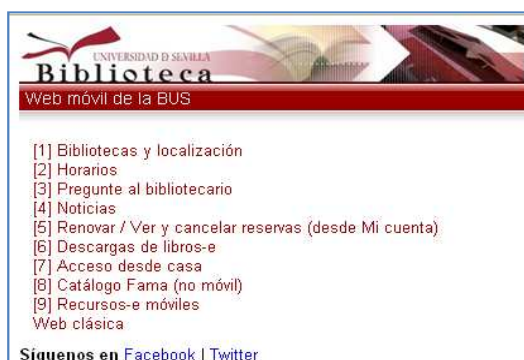 UNIVERSIDAD D SEVILLA
Biblioteca
Web móvil de la BUS
[1] Bibliotecas y localización
[2] Horarios
[3] Pregunte al bibliotecario
[4] Noticias
[5] Renovar / Ver y cancelar reservas (desde Mi cuenta)
[6] Descargas de libros-e
[7] Acceso desde casa
[8] Catálogo Fama (no móvil)
[9] Recursos-e móviles
Web clásica
Síguenos en Facebook | Twitter